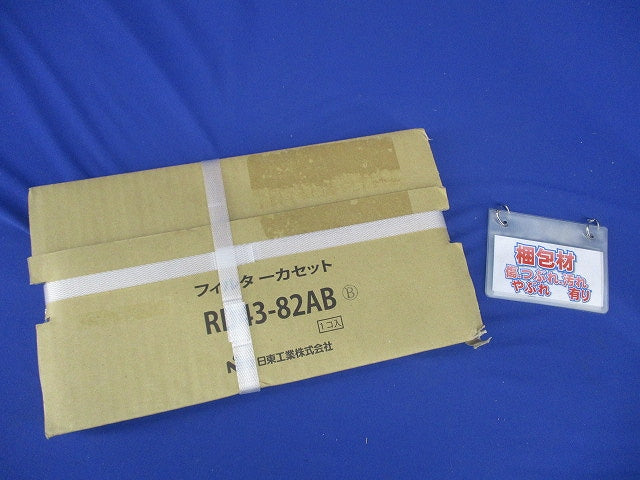 フィルターカセット
43-82AB Ⓑ
1コ入
日東工業株式会社
梱包材
傷、つぶれ、汚れ
やぶれ 有り